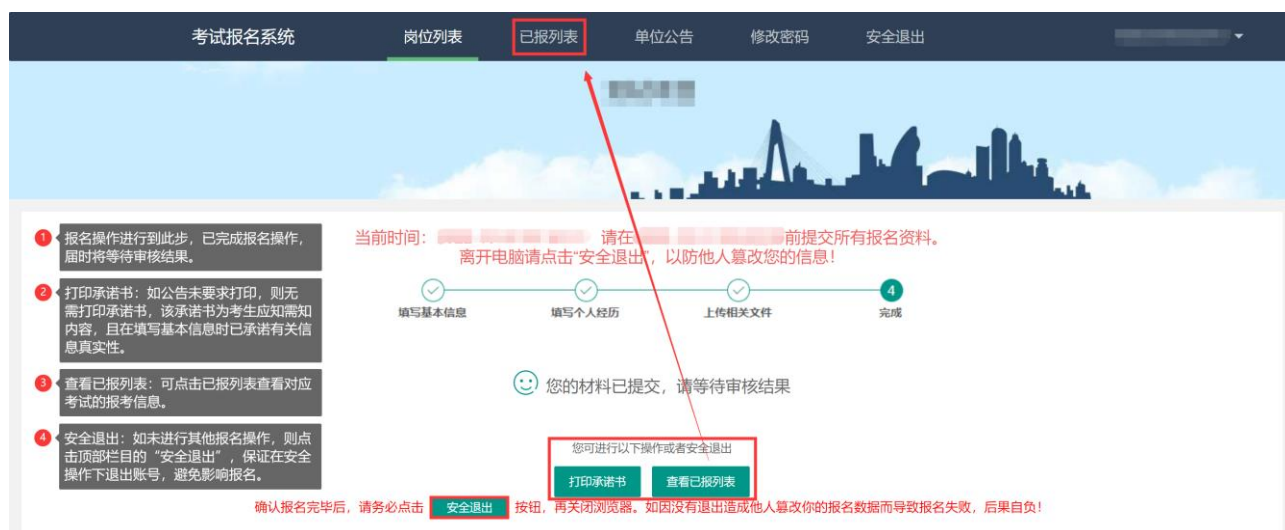 考试报名系统 岗位列表 已报列表 单位公告 修改密码 安全退出
1 报名操作进行到此步，已完成报名操作，
届时将等待审核结果。
2 打印承诺书：如公告未要求打印，则无
需打印承诺书，该承诺书为考生应知需知
内容，且在填写基本信息时已承诺有关信
息真实性。
3 查看已报列表：可点击已报列表查看对应
考试的报考信息。
4 安全退出：如未进行其他报名操作，则点
击顶部栏目的“安全退出”，保证在安全
操作下退出账号，避免影响报名。
当前时间： 请在 前提交所有报名资料。
离开电脑请点击“安全退出”，以防他人篡改您的信息！
4
填写基本信息 填写个人经历 上传相关文件 完成
您的材料已提交，请等待审核结果
您可进行以下操作或者安全退出
打印承诺书 查看已报列表
确认报名完毕后，请务必点击 安全退出 按钮，再关闭浏览器。如因没有退出造成他人篡改你的报名数据而导致报名失败，后果自负！